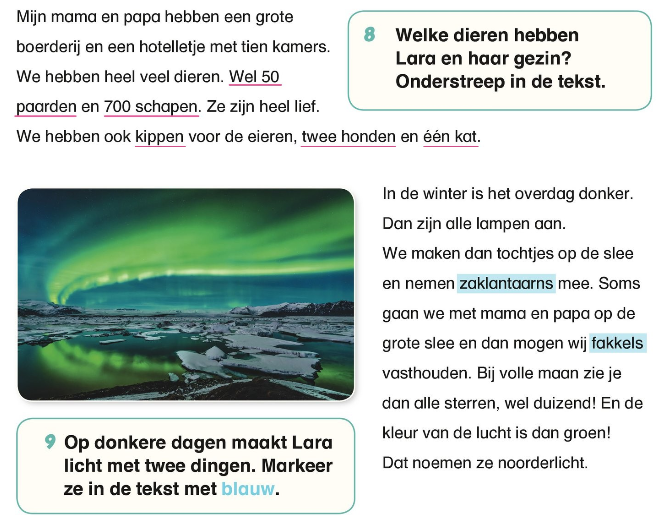 Mijn mama en papa hebben een grote
boerderij en een hotelletje met tien kamers.
We hebben heel veel dieren. Wel 50
paarden en 700 schapen. Ze zijn heel lief.
We hebben ook kippen voor de eieren, twee honden en één kat.
8 Welke dieren hebben
Lara en haar gezin?
Onderstreep in de tekst.
In de winter is het overdag donker.
Dan zijn alle lampen aan.
We maken dan tochtjes op de slee
en nemen zaklantaarns mee. Soms
gaan we met mama en papa op de
grote slee en dan mogen wij fakkels
vasthouden. Bij volle maan zie je
dan alle sterren, wel duizend! En de
kleur van de lucht is dan groen!
Dat noemen ze noorderlicht.
9 Op donkere dagen maakt Lara
licht met twee dingen. Markeer
ze in de tekst met blauw.